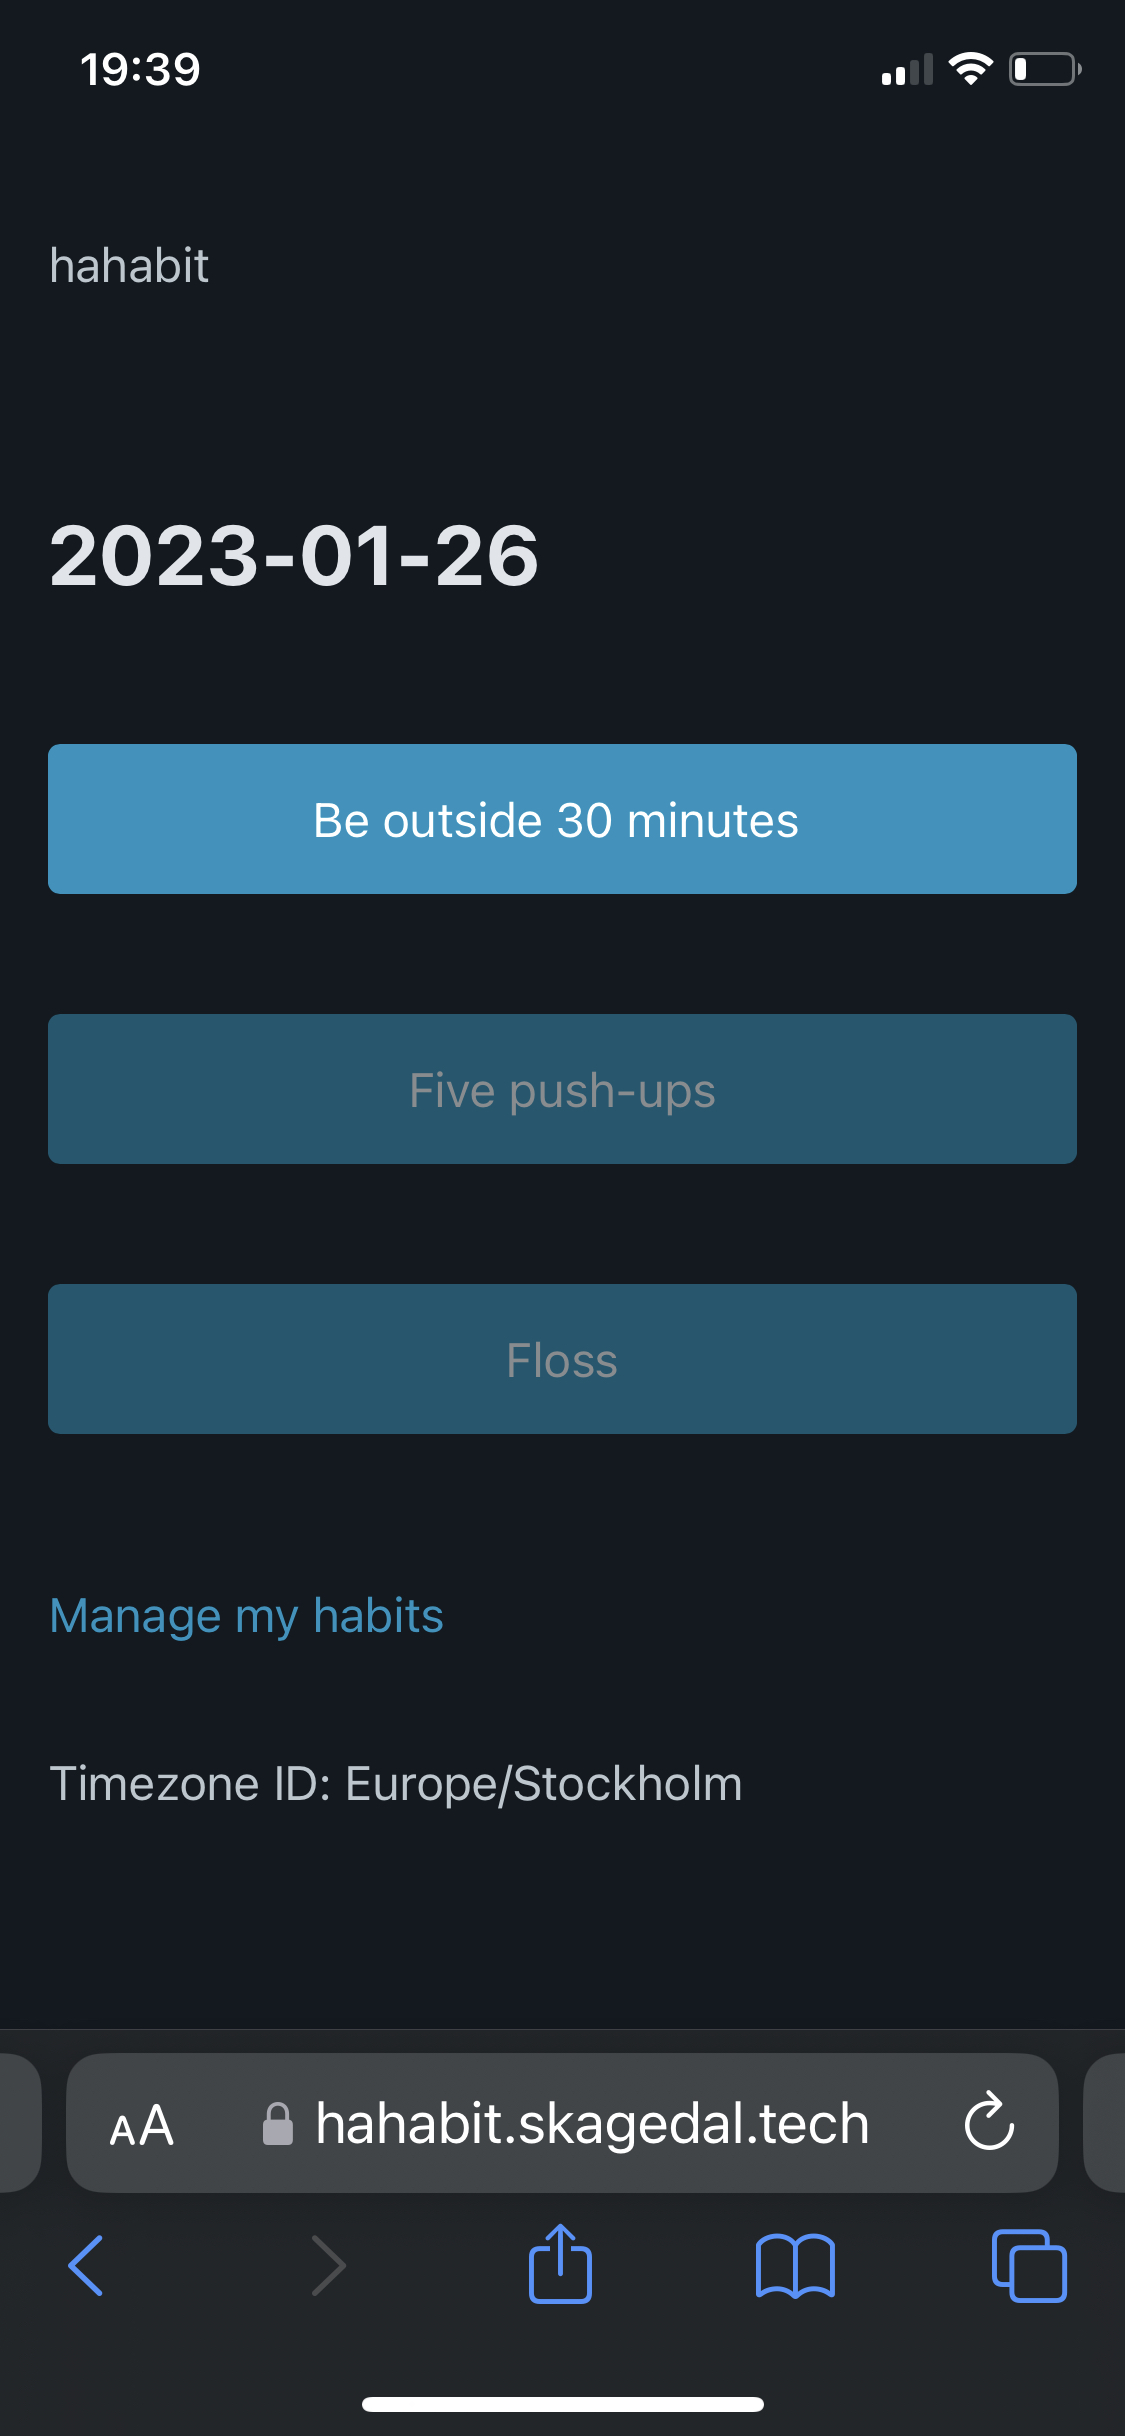 19:39
hahabit
2023-01-26
Be outside 30 minutes
Five push-ups
Floss
Manage my habits
Timezone ID: Europe/Stockholm
AA hahabit.skagedal.tech